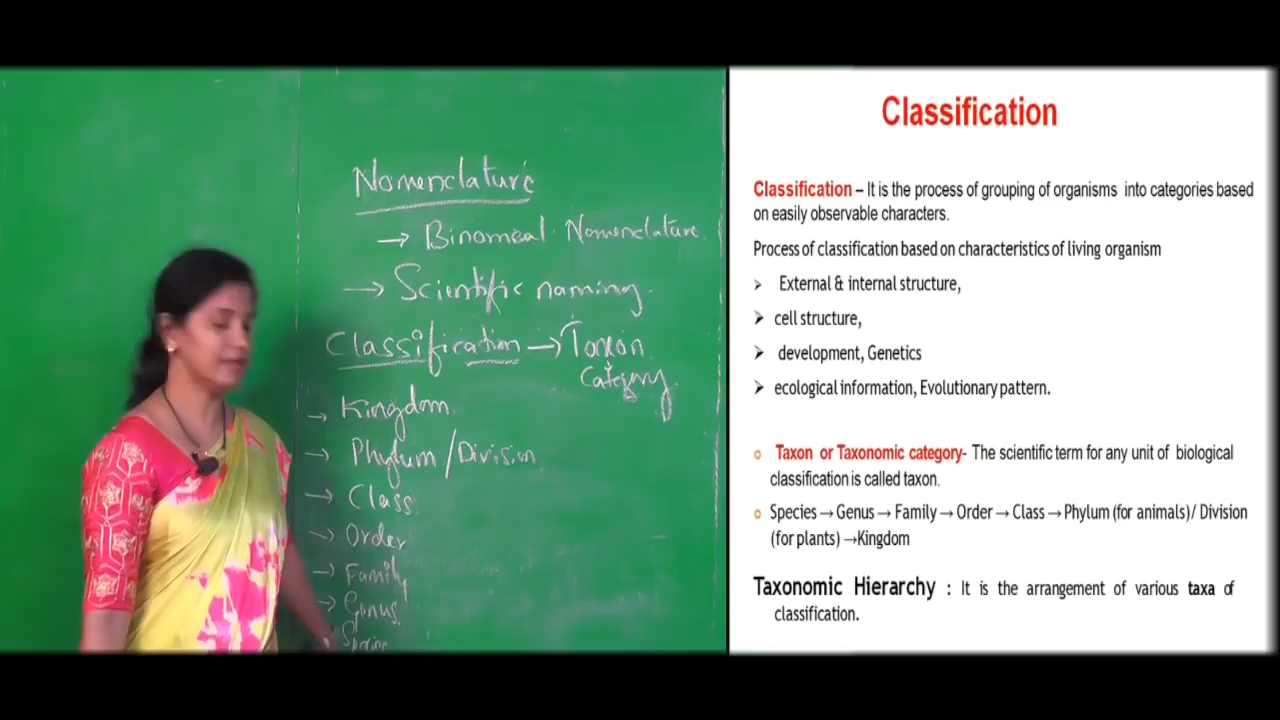 Nomenclature
→ Binomial Nomenclature.
→ Scientific naming.
Classification → Taxon
Category.
→ Kingdom.
→ Phylum / Division
→ Class.
→ Order
→ Family
→ Genus
Species
Classification
Classification – It is the process of grouping of organisms into categories based
on easily observable characters.
Process of classification based on characteristics of living organism
➢ External & internal structure,
➢ cell structure,
➢ development, Genetics
➢ ecological information, Evolutionary pattern.
○ Taxon or Taxonomic category- The scientific term for any unit of biological
classification is called taxon.
○ Species → Genus → Family → Order → Class → Phylum (for animals)/ Division
(for plants) →Kingdom
Taxonomic Hierarchy : It is the arrangement of various taxa of
classification.